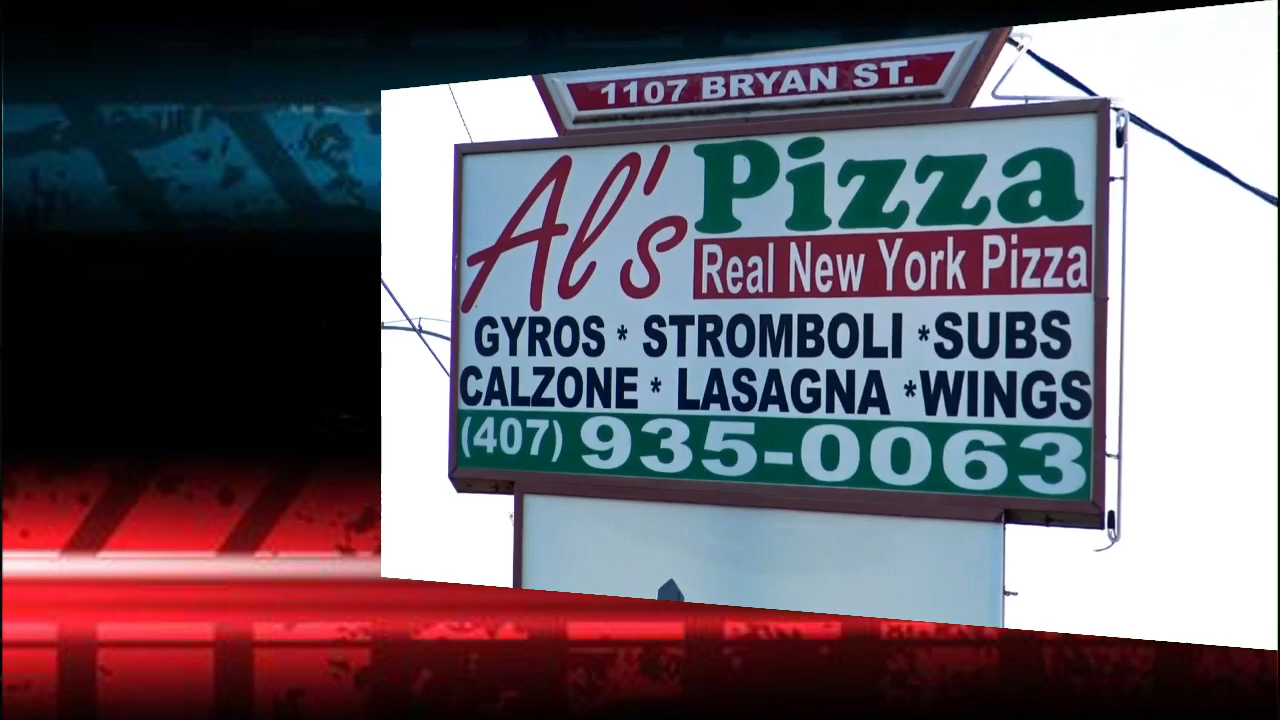 1107 BRYAN ST.
Al's Pizza
Real New York Pizza
GYROS * STROMBOLI *SUBS
CALZONE * LASAGNA *WINGS
(407) 935-0063